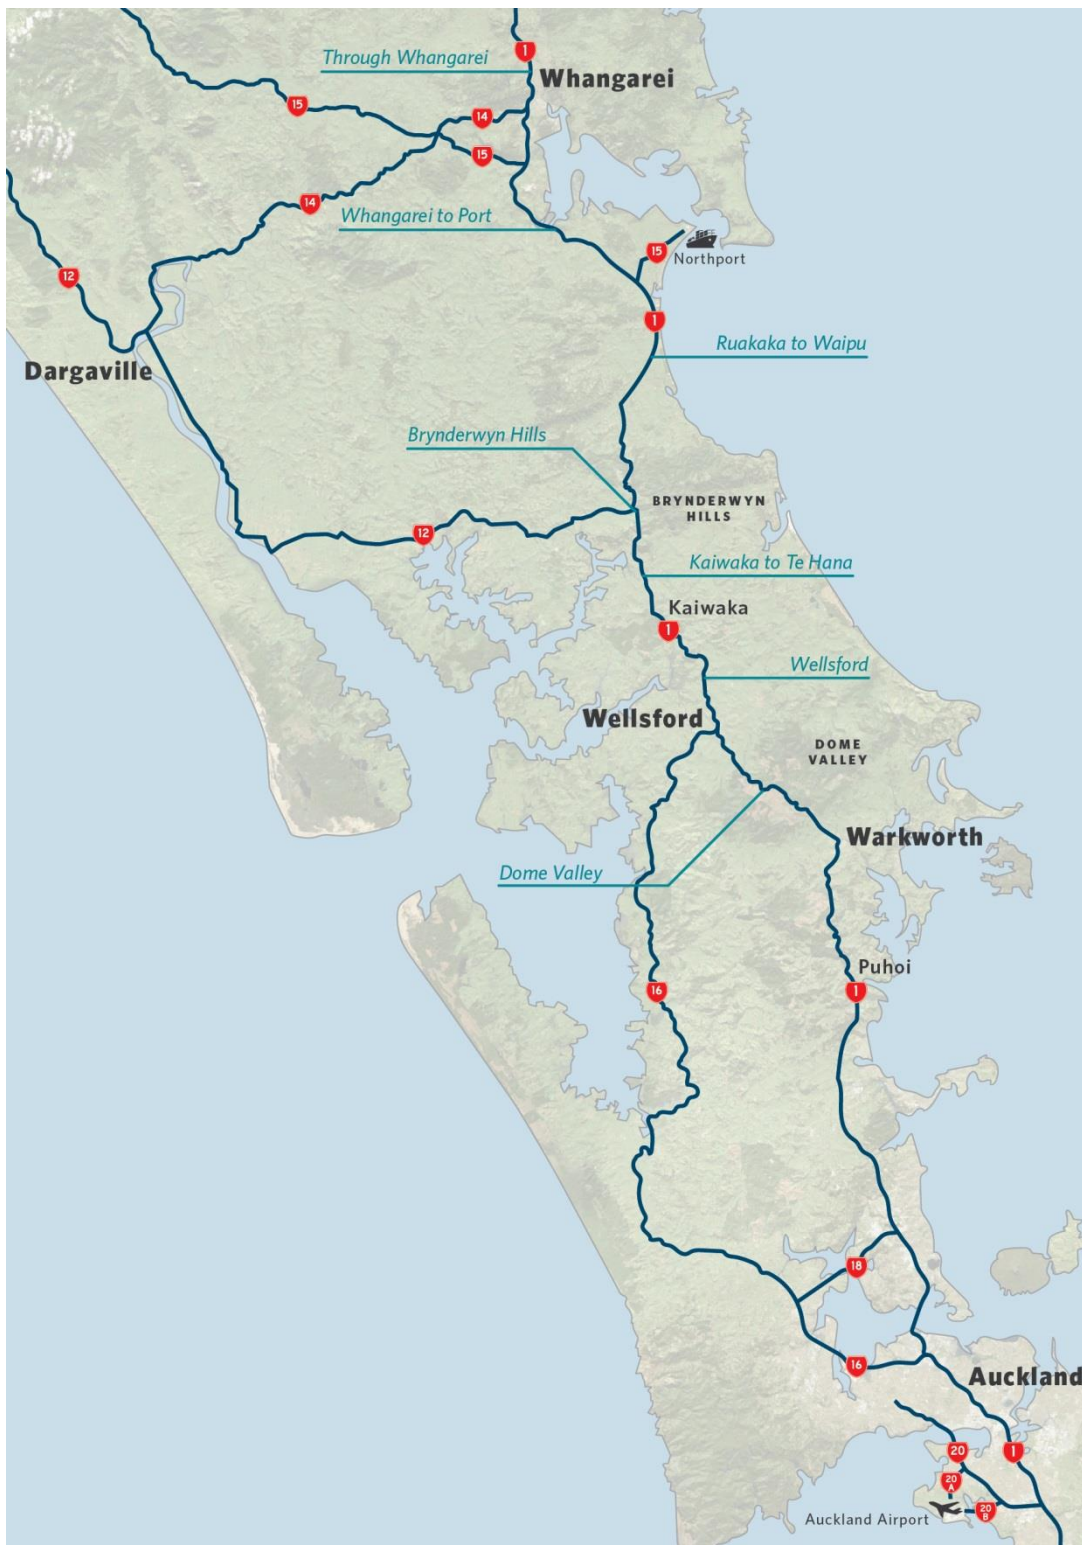 1
Through Whangarei
Whangarei
15
14
15
14
Whangarei to Port
15
Northport
12
1
Ruakaka to Waipu
Dargaville
Brynderwyn Hills
BRYNDERWYN
HILLS
12
Kaiwaka to Te Hana
Kaiwaka
1
Wellsford
Wellsford
DOME
VALLEY
Warkworth
Dome Valley
Puhoi
16
1
18
16
Auckland
20
1
20
A
20
B
Auckland Airport